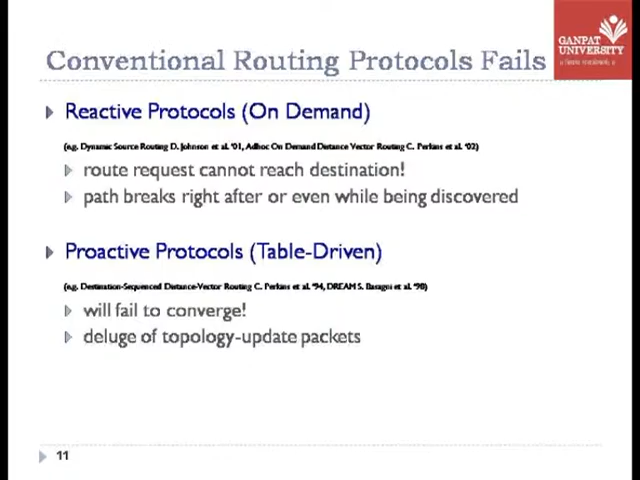 GANPAT
UNIVERSITY
Conventional Routing Protocols Fails
Reactive Protocols (On Demand)
(e.g. Dynamic Source Routing D. Johnson et al. '01, Adhoc On Demand Distance Vector Routing C. Perkins et al. '02)
route request cannot reach destination!
path breaks right after or even while being discovered
Proactive Protocols (Table-Driven)
(e.g. Destination-Sequenced Distance-Vector Routing C. Perkins et al. '94, DREAM S. Basagni et al. '98)
will fail to converge!
deluge of topology-update packets
11